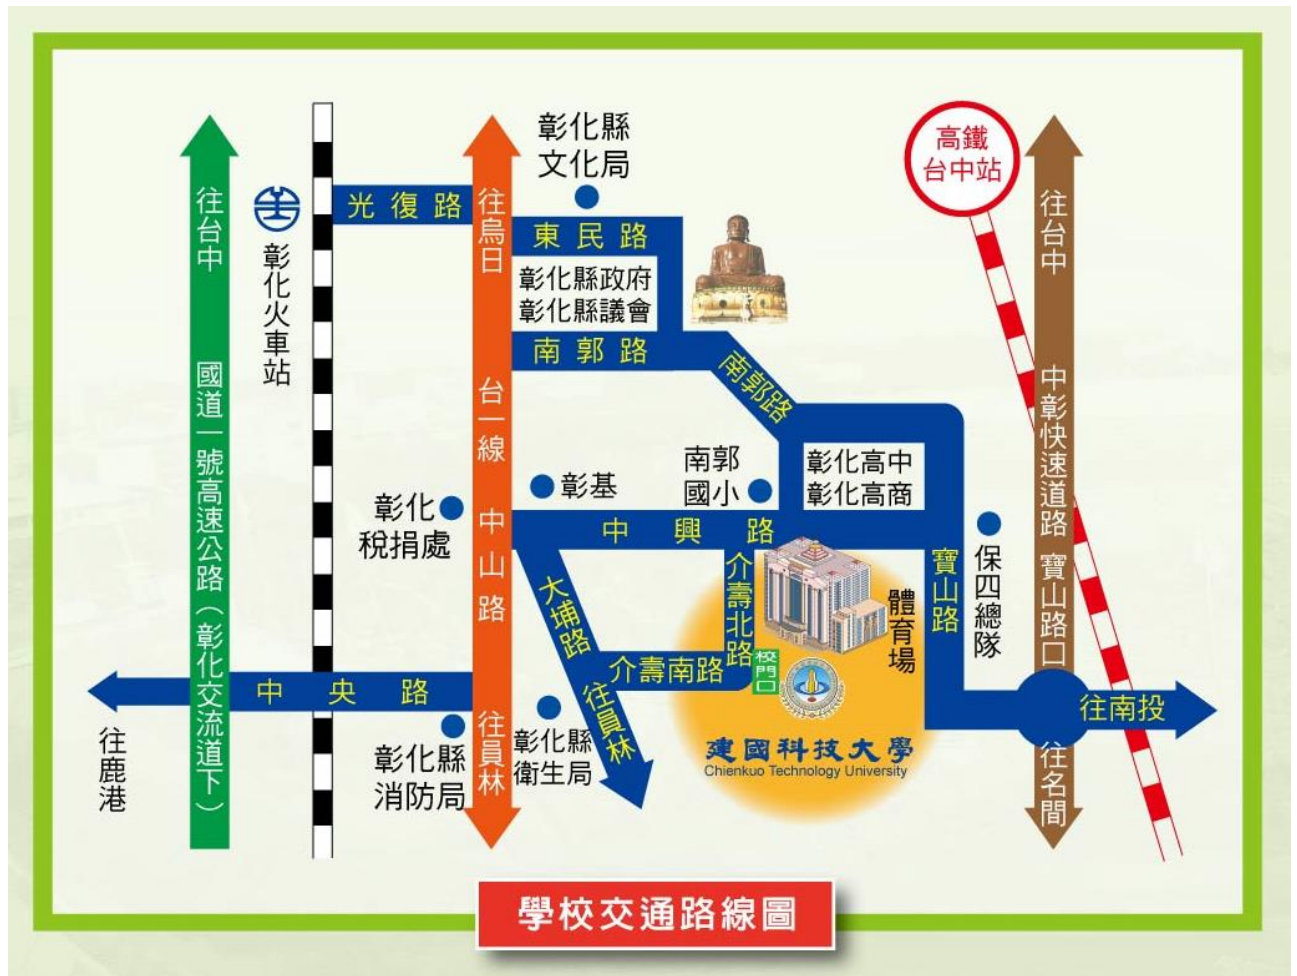 往台中
國道一號高速公路（彰化交流道下）
彰化火車站
光復路
往烏日
台一線
中山路
往員林
彰化縣
文化局
東民路
彰化縣政府
彰化縣議會
南郭路
南郭路
高鐵
台中站
往台中
中彰快速道路
寶山路口
往名間
彰化
稅捐處
彰基
南郭
國小
彰化高中
彰化高商
中興路
大埔路
往員林
介壽北路
介壽南路
校門口
體育場
寶山路
保四總隊
往南投
中央路
往鹿港
彰化縣
消防局
彰化縣
衛生局
建國科技大學
Chienkuo Technology University
學校交通路線圖